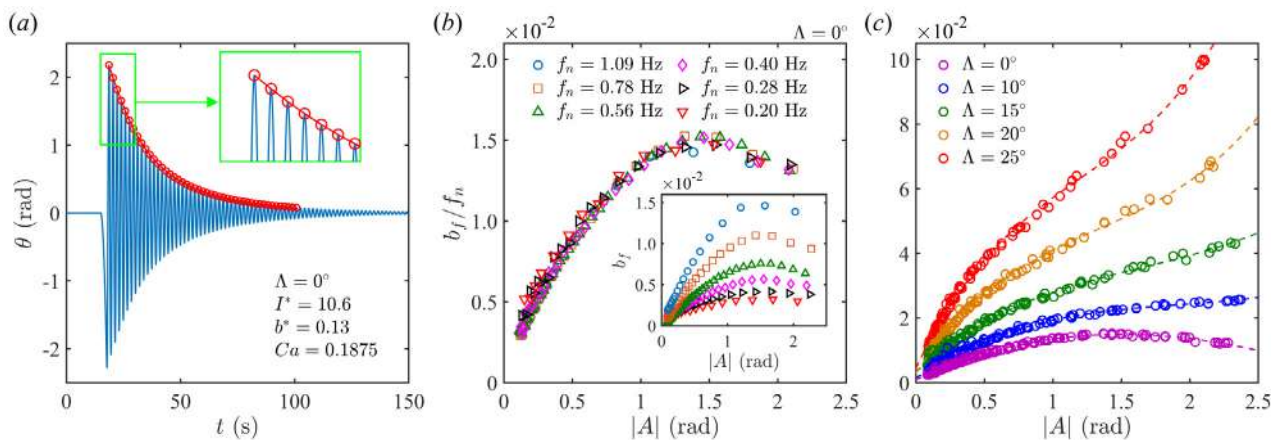 (a)
2
1
0
-1
-2
θ (rad)
Λ = 0°
I* = 10.6
b* = 0.13
Ca = 0.1875
0 50 100 150
t (s)
(b)
×10⁻²
Λ = 0°
2.0
1.5
1.0
0.5
0
b_f/f_n
f_n = 1.09 Hz
f_n = 0.78 Hz
f_n = 0.56 Hz
f_n = 0.40 Hz
f_n = 0.28 Hz
f_n = 0.20 Hz
×10⁻²
1.5
1.0
0.5
0
b_f
0 1 2
|A| (rad)
0 0.5 1.0 1.5 2.0 2.5
|A| (rad)
(c)
×10⁻²
10
8
6
4
2
0
Λ = 0°
Λ = 10°
Λ = 15°
Λ = 20°
Λ = 25°
0 0.5 1.0 1.5 2.0 2.5
|A| (rad)